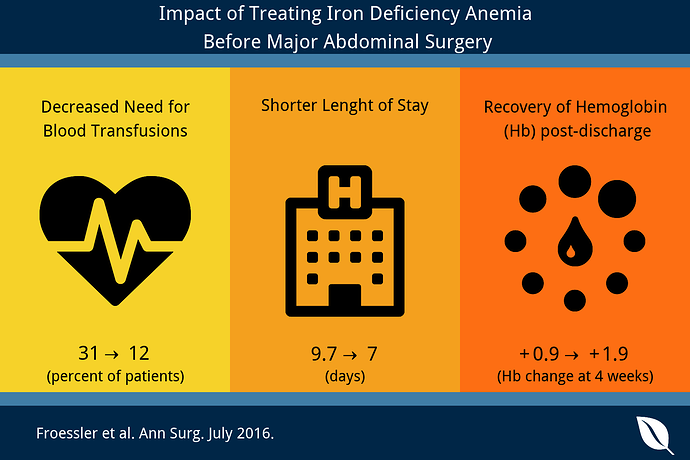 Impact of Treating Iron Deficiency Anemia
Before Major Abdominal Surgery
Decreased Need for
Blood Transfusions
31 → 12
(percent of patients)
Shorter Lenght of Stay
H
9.7 → 7
(days)
Recovery of Hemoglobin
(Hb) post-discharge
+0.9 → +1.9
(Hb change at 4 weeks)
Froessler et al. Ann Surg. July 2016.